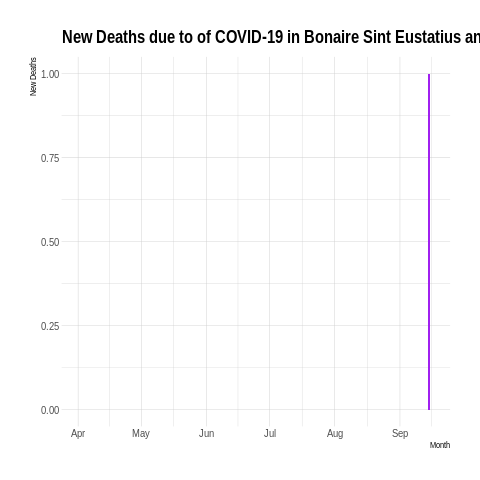 New Deaths due to of COVID-19 in Bonaire Sint Eustatius an
New Deaths
1.00
0.75
0.50
0.25
0.00
Apr May Jun Jul Aug Sep
Month